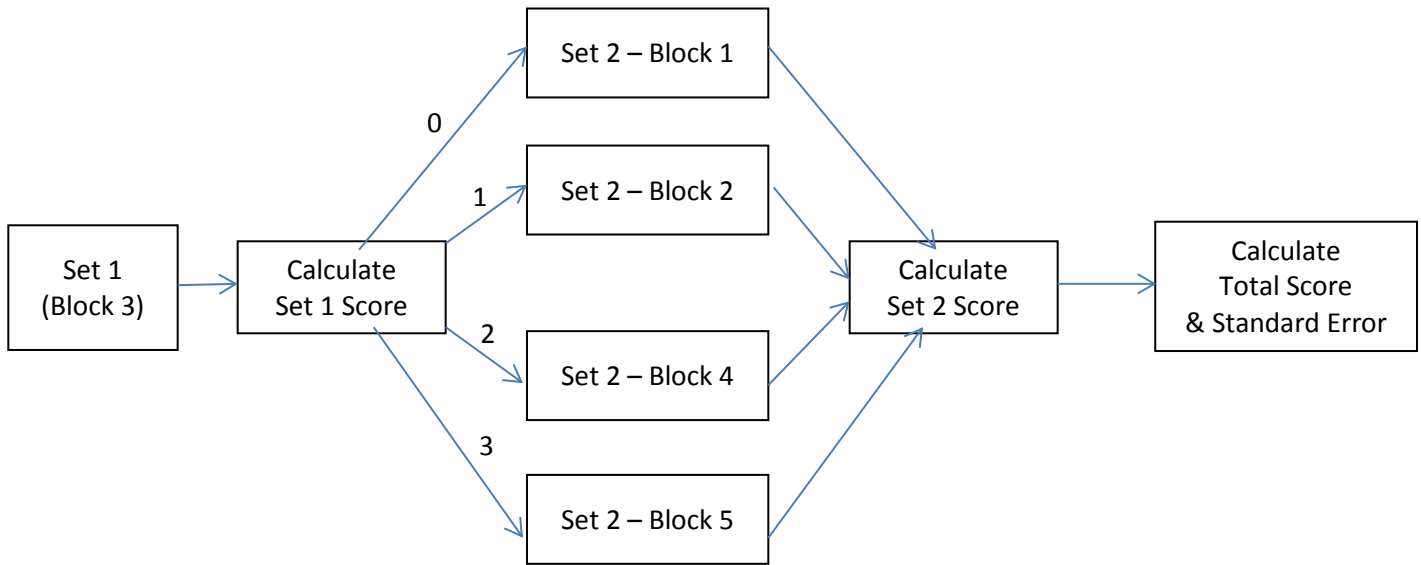 Set 1
(Block 3)
Calculate
Set 1 Score
0
1
2
3
Set 2 – Block 1
Set 2 – Block 2
Set 2 – Block 4
Set 2 – Block 5
Calculate
Set 2 Score
Calculate
Total Score
& Standard Error